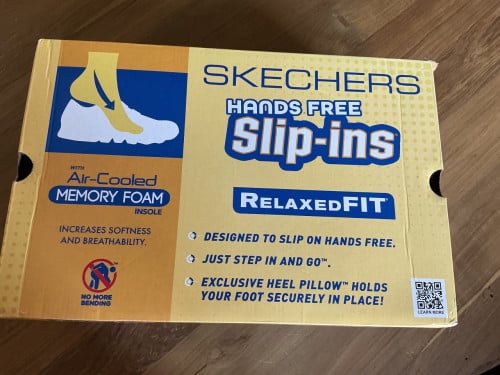 SKECHERS
HANDS FREE
Slip-ins®
RELAXED FIT®
DESIGNED TO SLIP ON HANDS FREE.
JUST STEP IN AND GO™.
EXCLUSIVE HEEL PILLOW™ HOLDS
YOUR FOOT SECURELY IN PLACE!
WITH
Air-Cooled
MEMORY FOAM
INSOLE
INCREASES SOFTNESS
AND BREATHABILITY.
NO MORE
BENDING
LEARN MORE